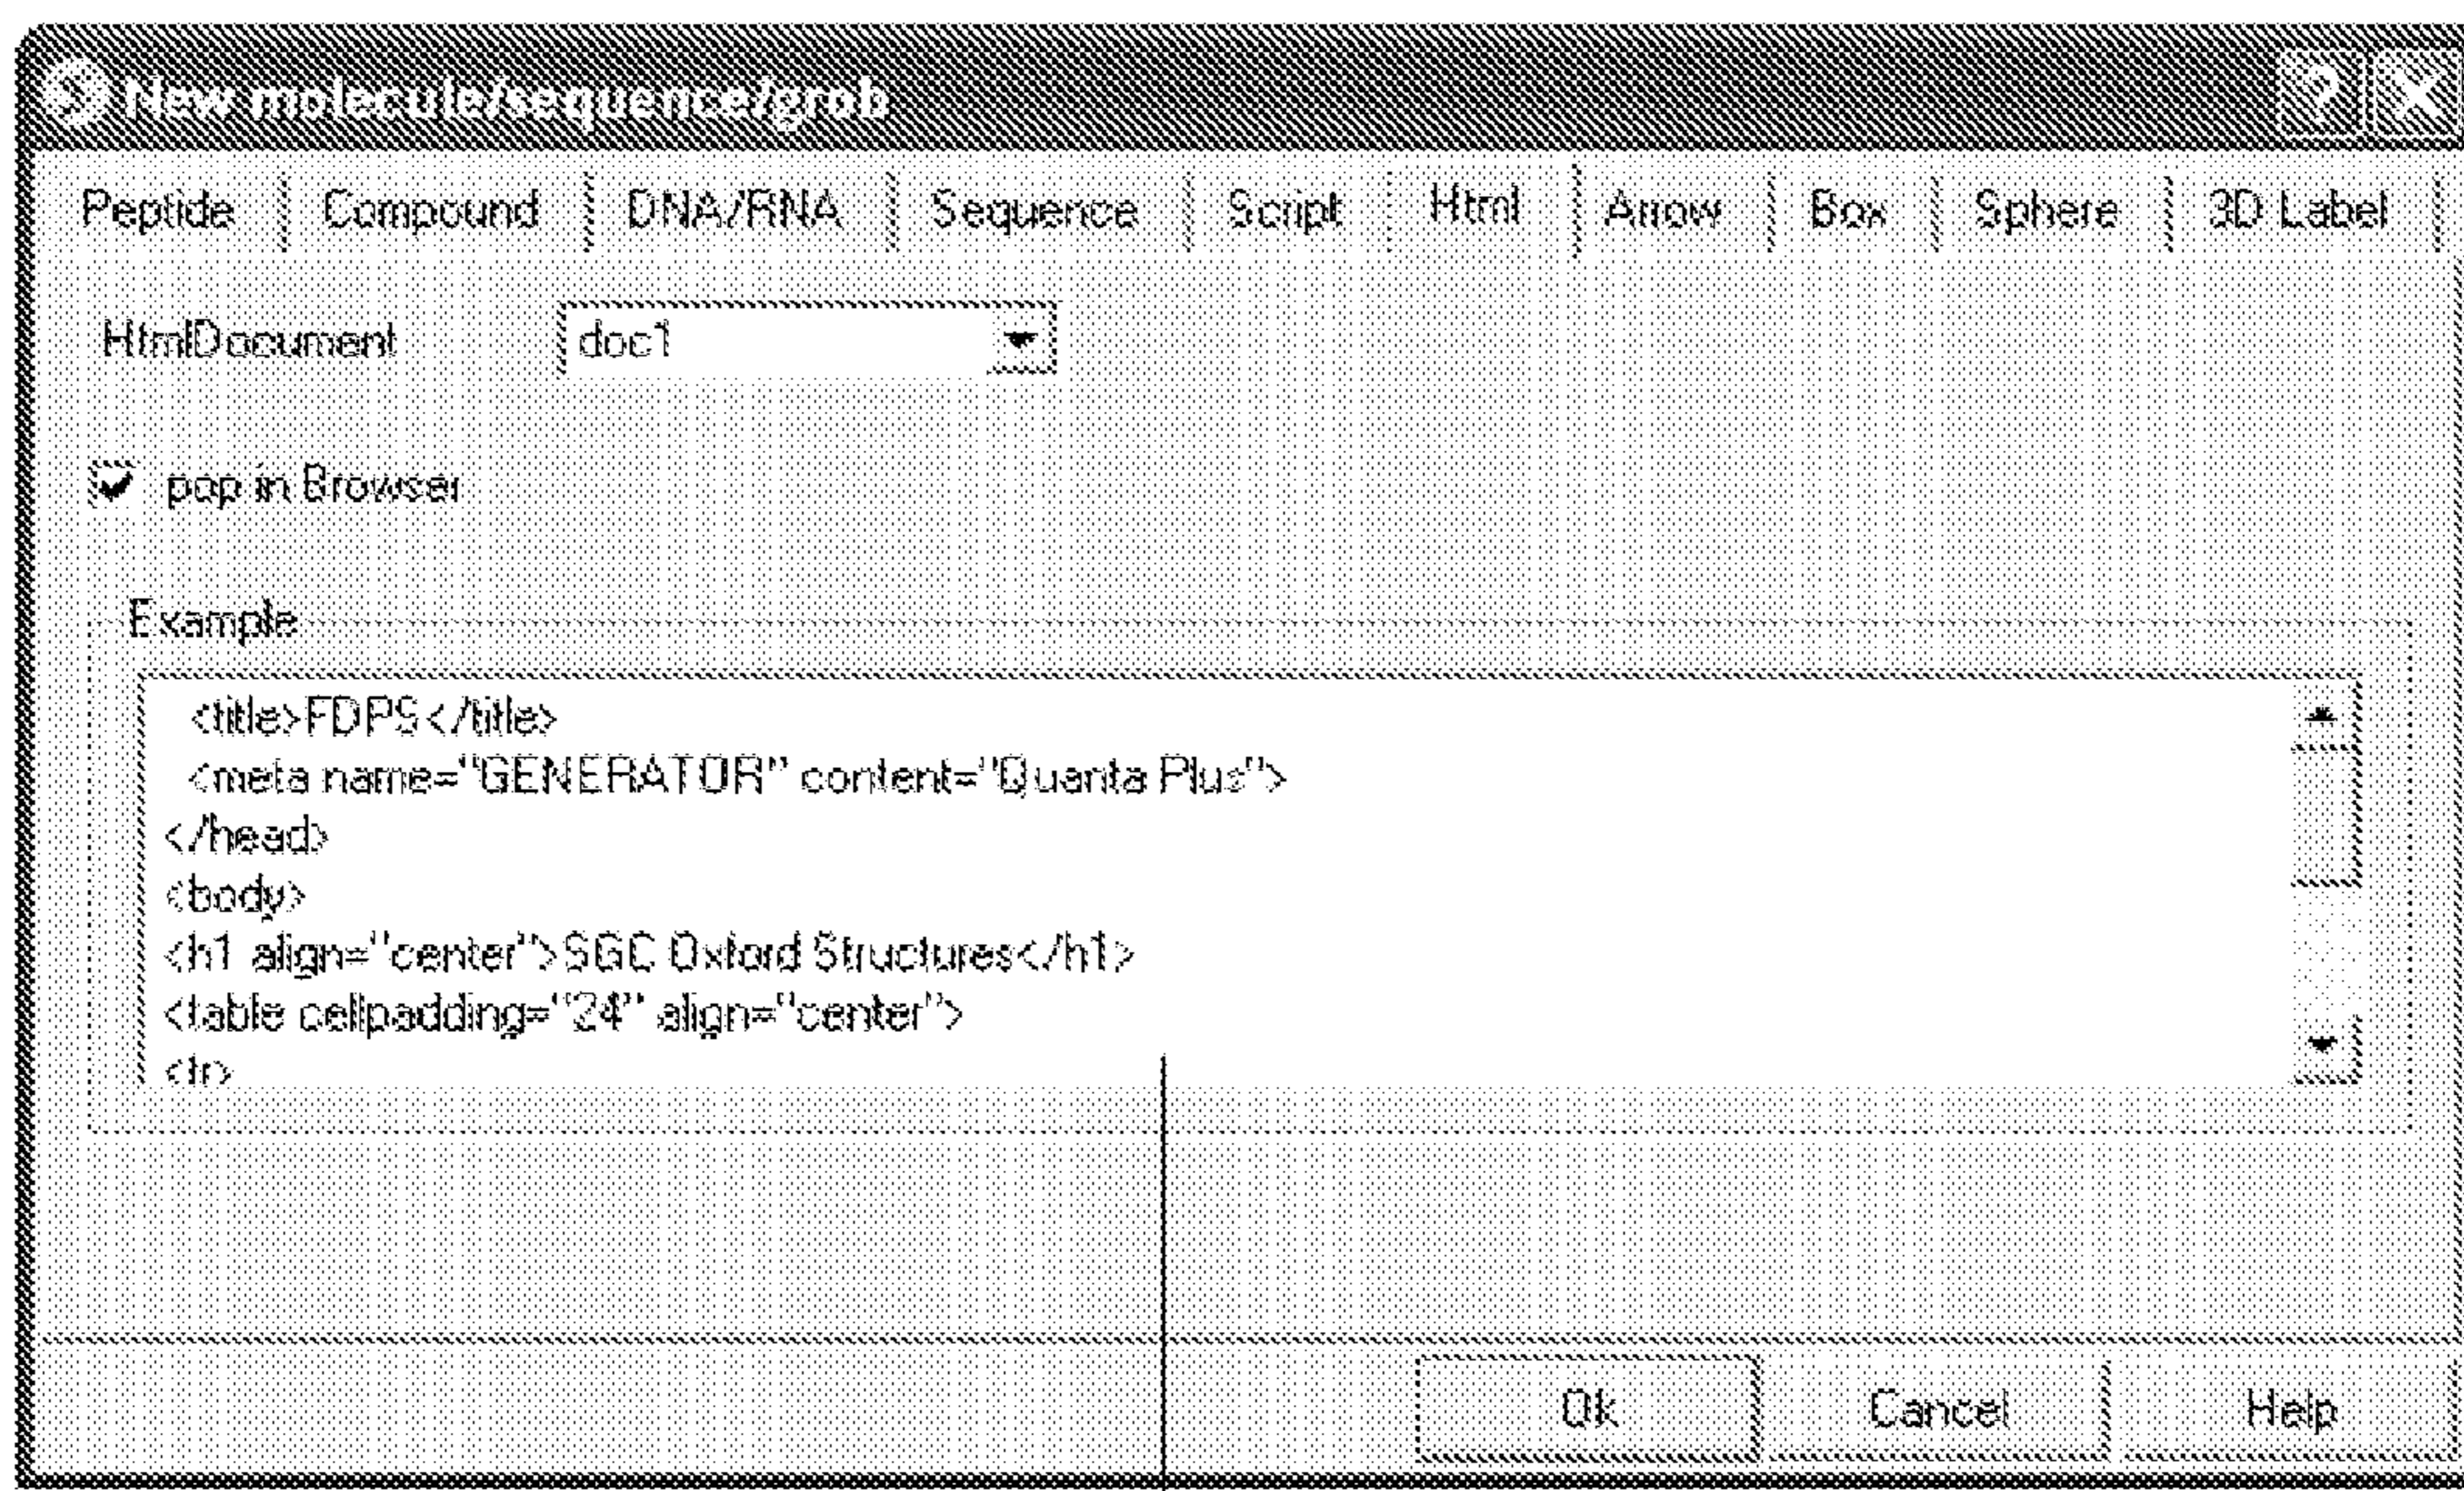 New molecule/sequence/grob
Peptide Compound DNA/RNA Sequence Script Html Arrow Box Sphere 3D Label
HtmlDocument doc1
pop in Browser
Example
<title>FDPS</title>
<meta name="GENERATOR" content="Quanta Plus">
</head>
<body>
<h1 align="center">SGC Oxford Structures</h1>
<table cellpadding="24" align="center">
<tr>
Ok Cancel Help